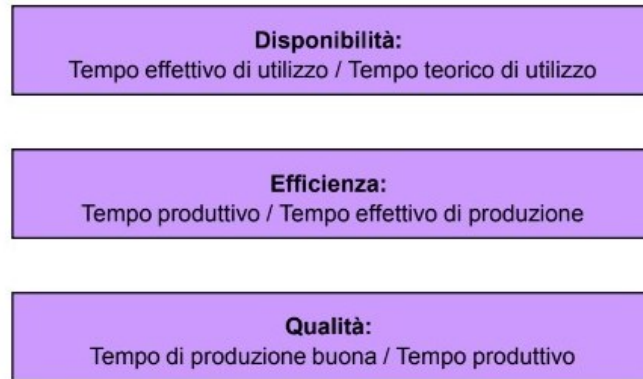 Disponibilità:
Tempo effettivo di utilizzo / Tempo teorico di utilizzo
Efficienza:
Tempo produttivo / Tempo effettivo di produzione
Qualità:
Tempo di produzione buona / Tempo produttivo